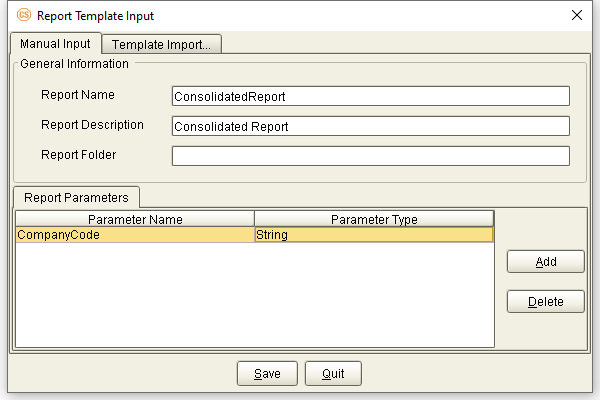 CS Report Template Input
Manual Input Template Import...
General Information
Report Name ConsolidatedReport
Report Description Consolidated Report
Report Folder
Report Parameters
Parameter Name Parameter Type
CompanyCode String
Add
Delete
Save Quit